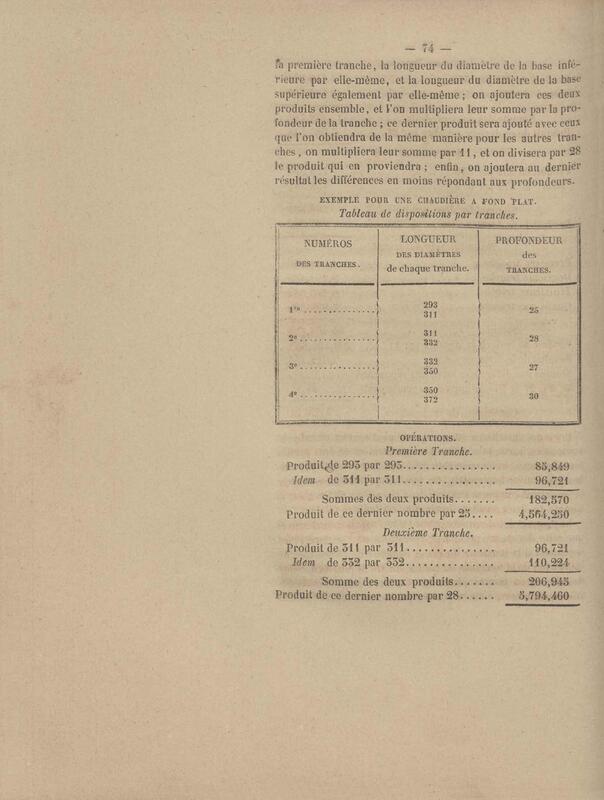 — 74 —
la première tranche, la longueur du diamètre de la base infé-
rieure par elle-même, et la longueur du diamètre de la base
supérieure également par elle-même; on ajoutera ces deux
produits ensemble, et l'on multipliera leur somme par la pro-
fondeur de la tranche; ce dernier produit sera ajouté avec ceux
que l'on obtiendra de la même manière pour les autres tran-
ches, on multipliera leur somme par 11, et on divisera par 28
le produit qui en proviendra; enfin, on ajoutera au dernier
résultat les différences en moins répondant aux profondeurs.
EXEMPLE POUR UNE CHAUDIÈRE A FOND PLAT.
Tableau de dispositions par tranches.
NUMÉROS
DES TRANCHES.
LONGUEUR
DES DIAMÈTRES
de chaque tranche.
PROFONDEUR
des
TRANCHES.
1re ..............
293
311
25
2e ..............
311
332
28
3e ..............
332
350
27
4e ..............
350
372
30
OPÉRATIONS.
Première Tranche.
Produit de 293 par 293................ 85,849
Idem de 311 par 311................ 96,721
Sommes des deux produits....... 182,570
Produit de ce dernier nombre par 25.... 4,564,250
Deuxième Tranche.
Produit de 311 par 311............... 96,721
Idem de 332 par 332............... 110,224
Somme des deux produits....... 206,945
Produit de ce dernier nombre par 28...... 5,794,460